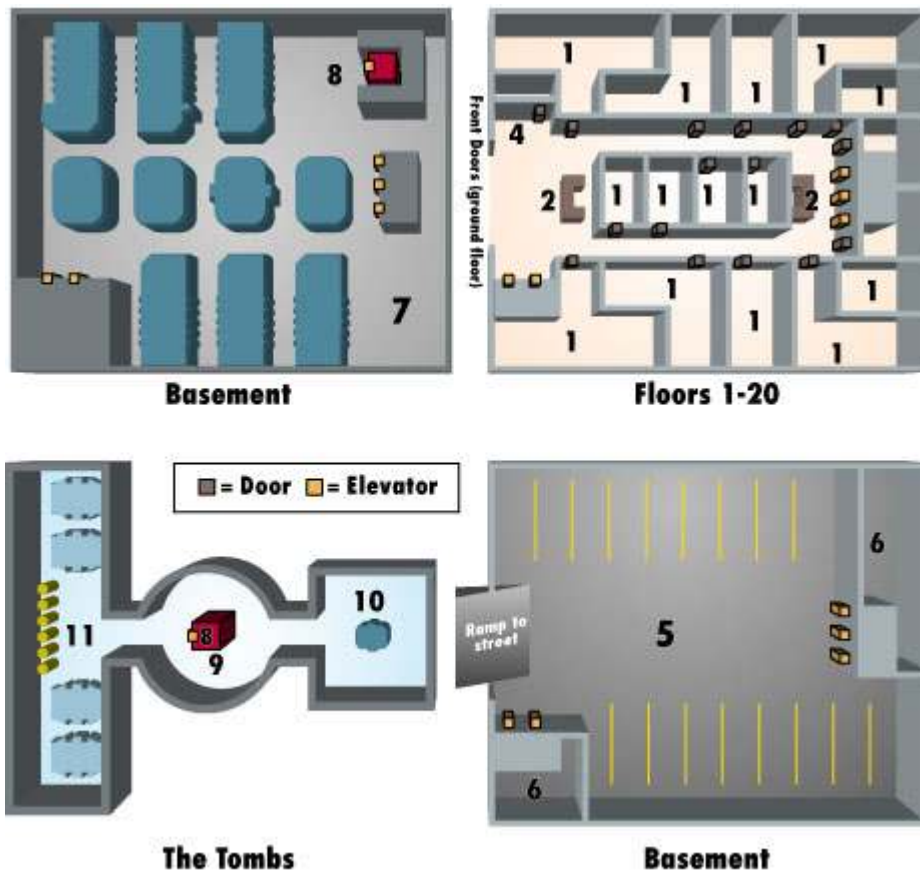 8
7
Basement
1 1
1 1 1
Front Doors (ground floor)
4
2 1 1 1 1 2
1 1
1
1 1
Floors 1-20
= Door = Elevator
10
8
11
9
The Tombs
6
Ramp to
street
5
6
Basement